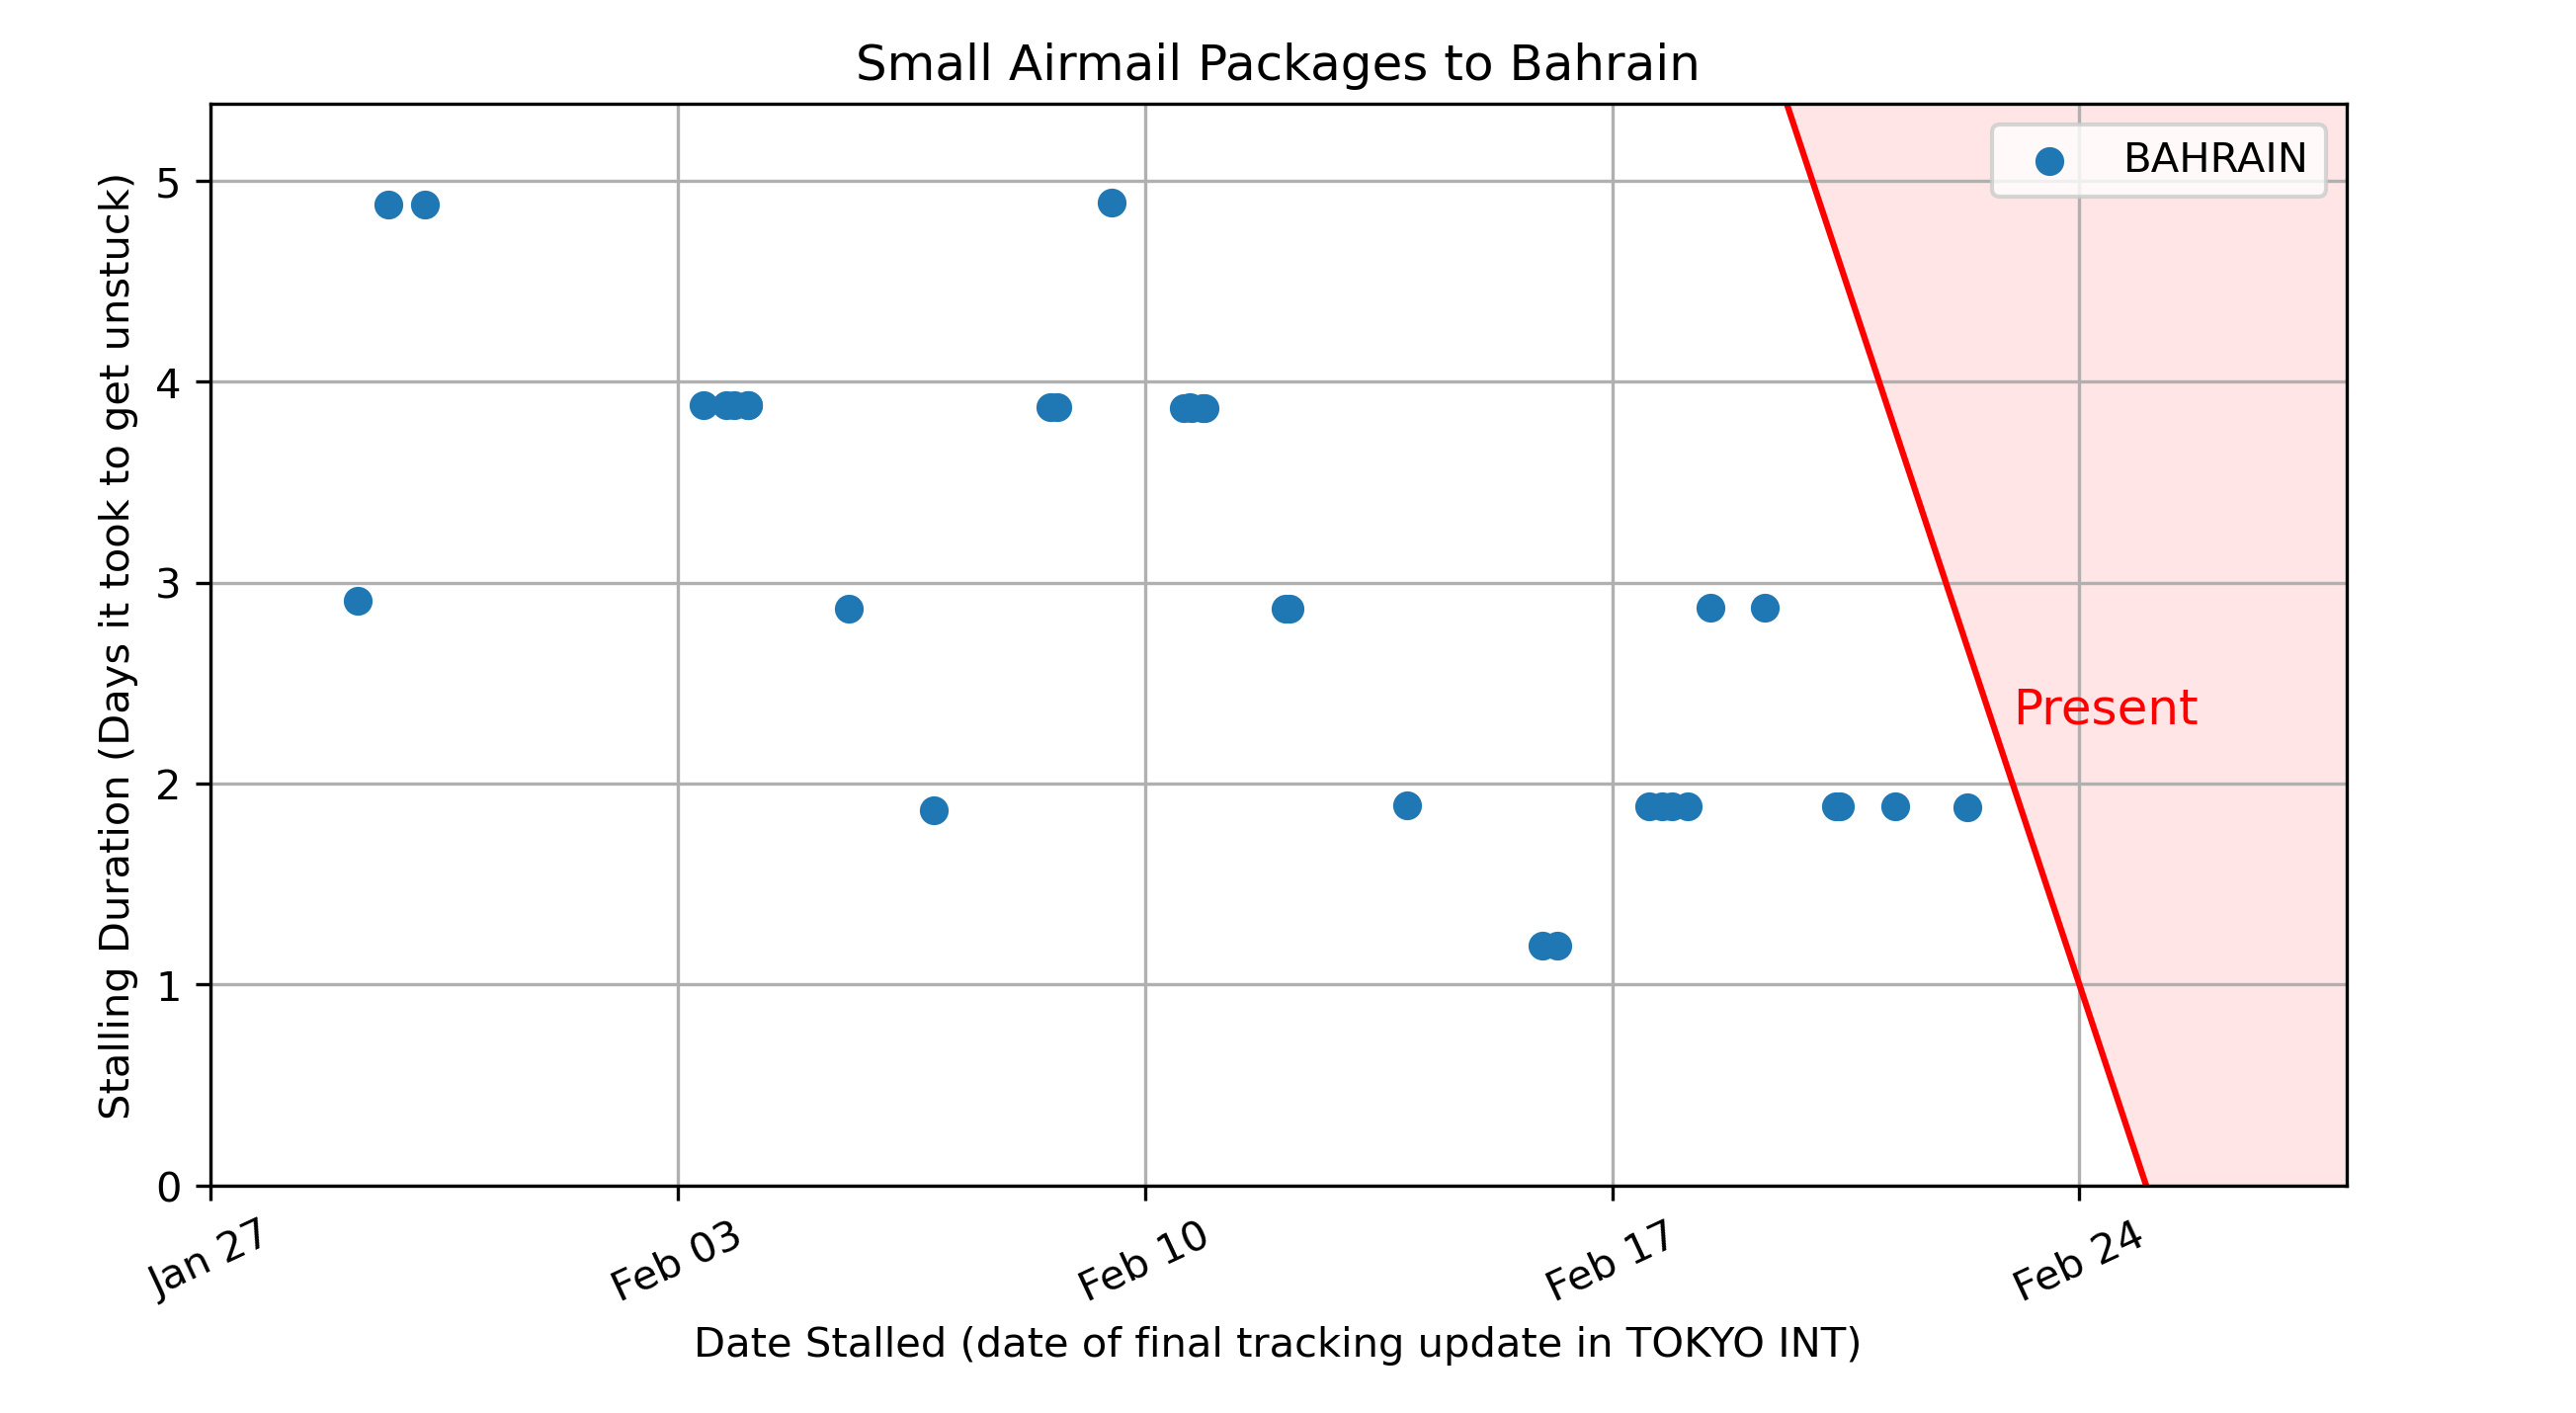 Small Airmail Packages to Bahrain
BAHRAIN
Present
Stalling Duration (Days it took to get unstuck)
5
4
3
2
1
0
Jan 27
Feb 03
Feb 10
Feb 17
Feb 24
Date Stalled (date of final tracking update in TOKYO INT)